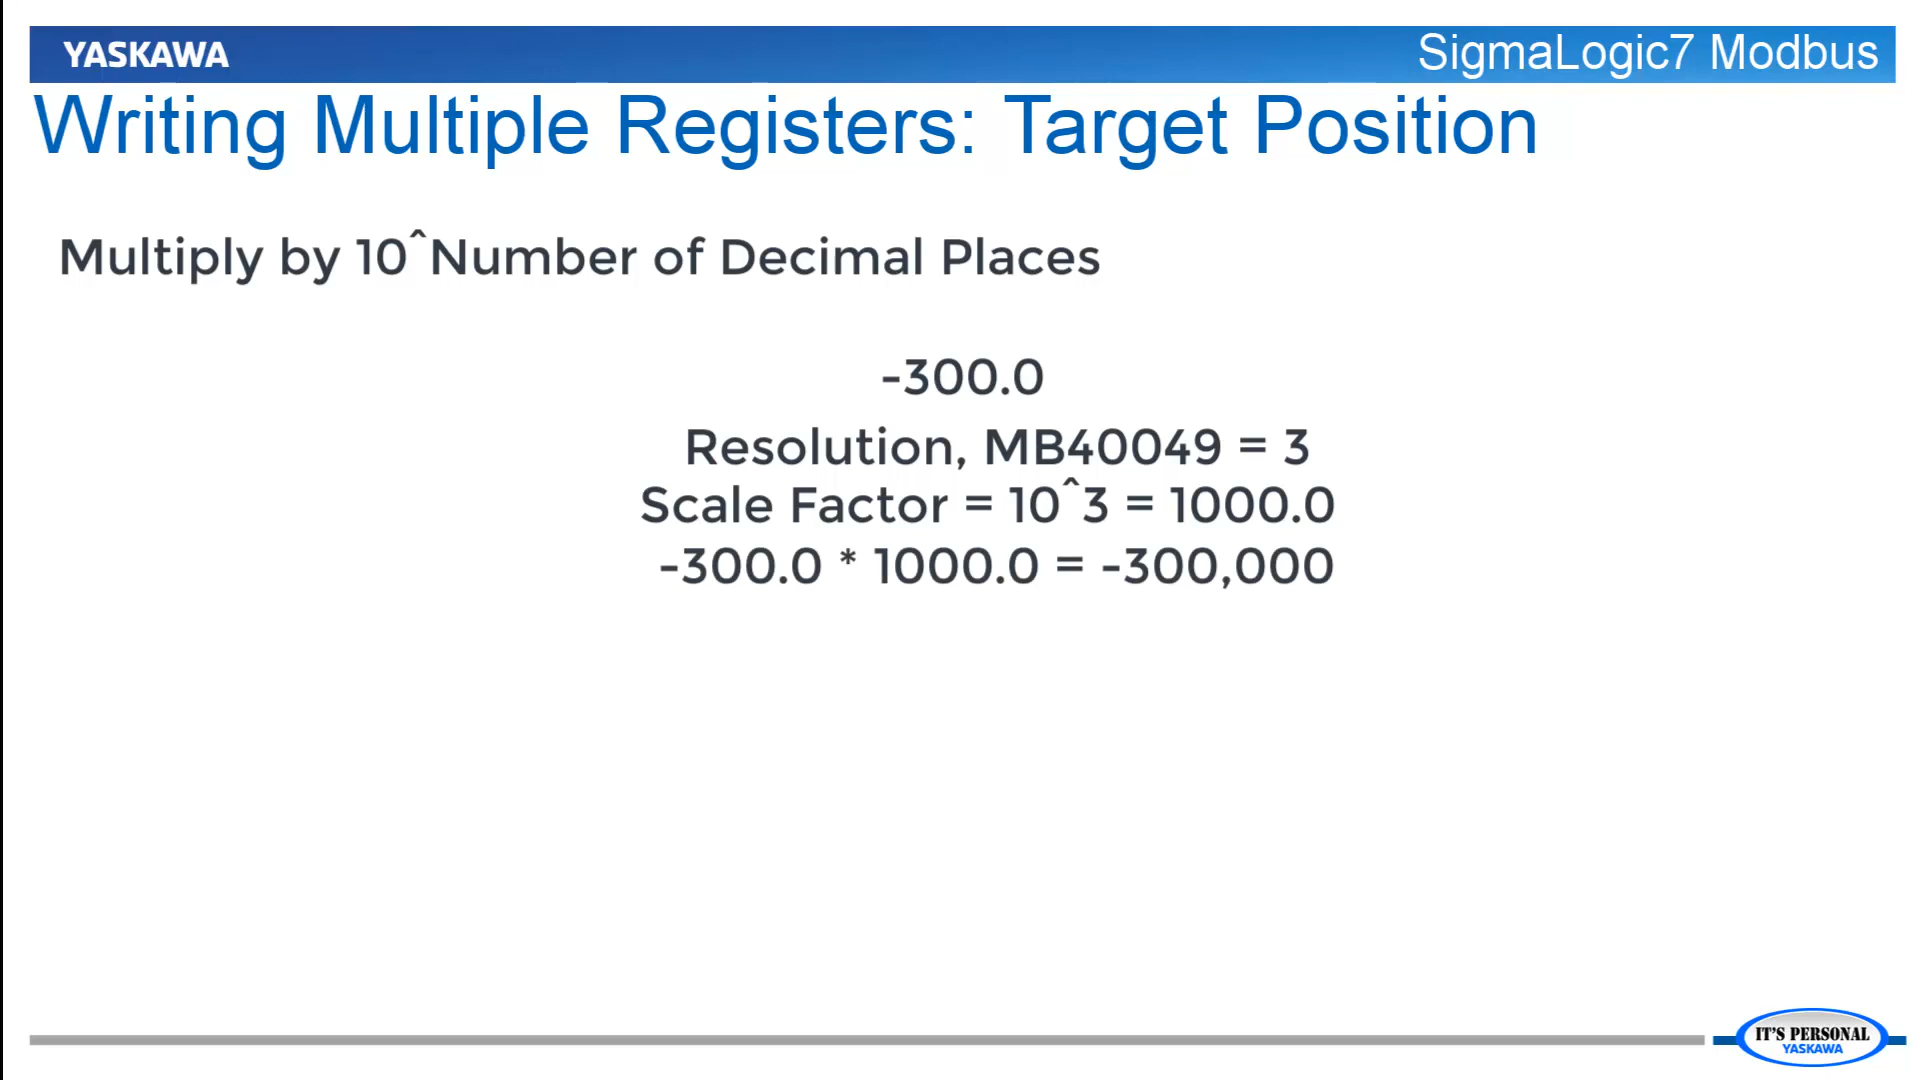 YASKAWA
SigmaLogic7 Modbus
Writing Multiple Registers: Target Position
Multiply by 10^Number of Decimal Places
-300.0
Resolution, MB40049 = 3
Scale Factor = 10^3 = 1000.0
-300.0 * 1000.0 = -300,000
IT'S PERSONAL
YASKAWA